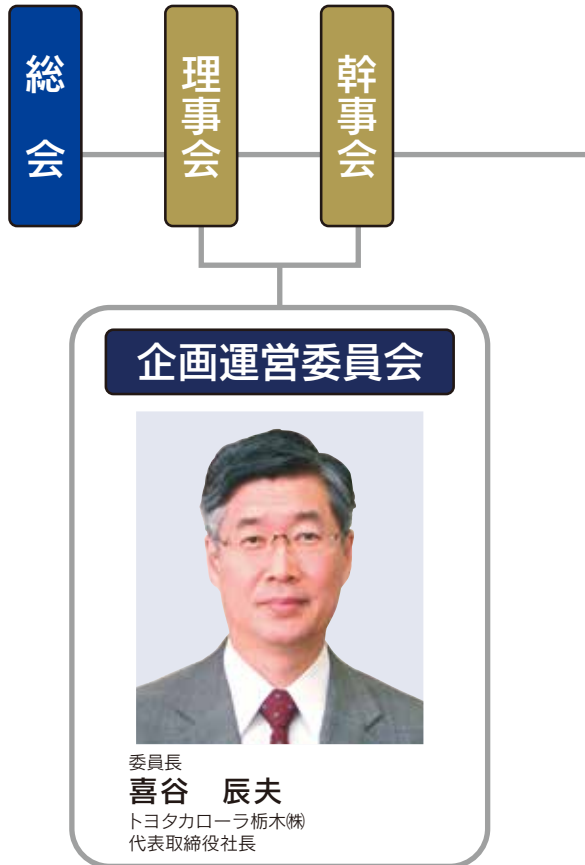 総会
理事会
幹事会
企画運営委員会
委員長
喜谷　辰夫
トヨタカローラ栃木㈱
代表取締役社長